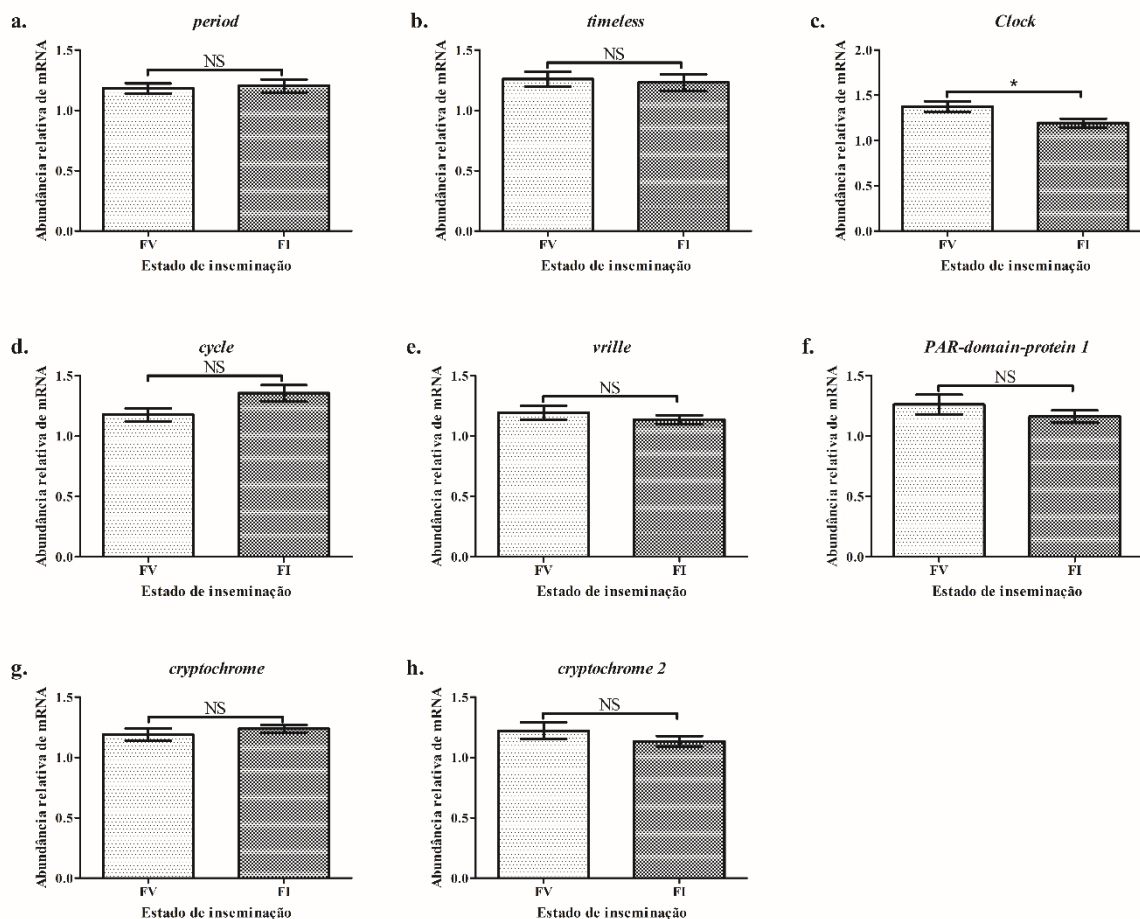 a.
period
Abundância relativa de mRNA
1.5
1.0
0.5
0.0
NS
FV
FI
Estado de inseminação
b.
timeless
Abundância relativa de mRNA
1.5
1.0
0.5
0.0
NS
FV
FI
Estado de inseminação
c.
Clock
Abundância relativa de mRNA
2.0
1.5
1.0
0.5
0.0
*
FV
FI
Estado de inseminação
d.
cycle
Abundância relativa de mRNA
1.5
1.0
0.5
0.0
NS
FV
FI
Estado de inseminação
e.
vrille
Abundância relativa de mRNA
1.5
1.0
0.5
0.0
NS
FV
FI
Estado de inseminação
f.
PAR-domain-protein 1
Abundância relativa de mRNA
1.5
1.0
0.5
0.0
NS
FV
FI
Estado de inseminação
g.
cryptochrome
Abundância relativa de mRNA
1.5
1.0
0.5
0.0
NS
FV
FI
Estado de inseminação
h.
cryptochrome 2
Abundância relativa de mRNA
1.5
1.0
0.5
0.0
NS
FV
FI
Estado de inseminação